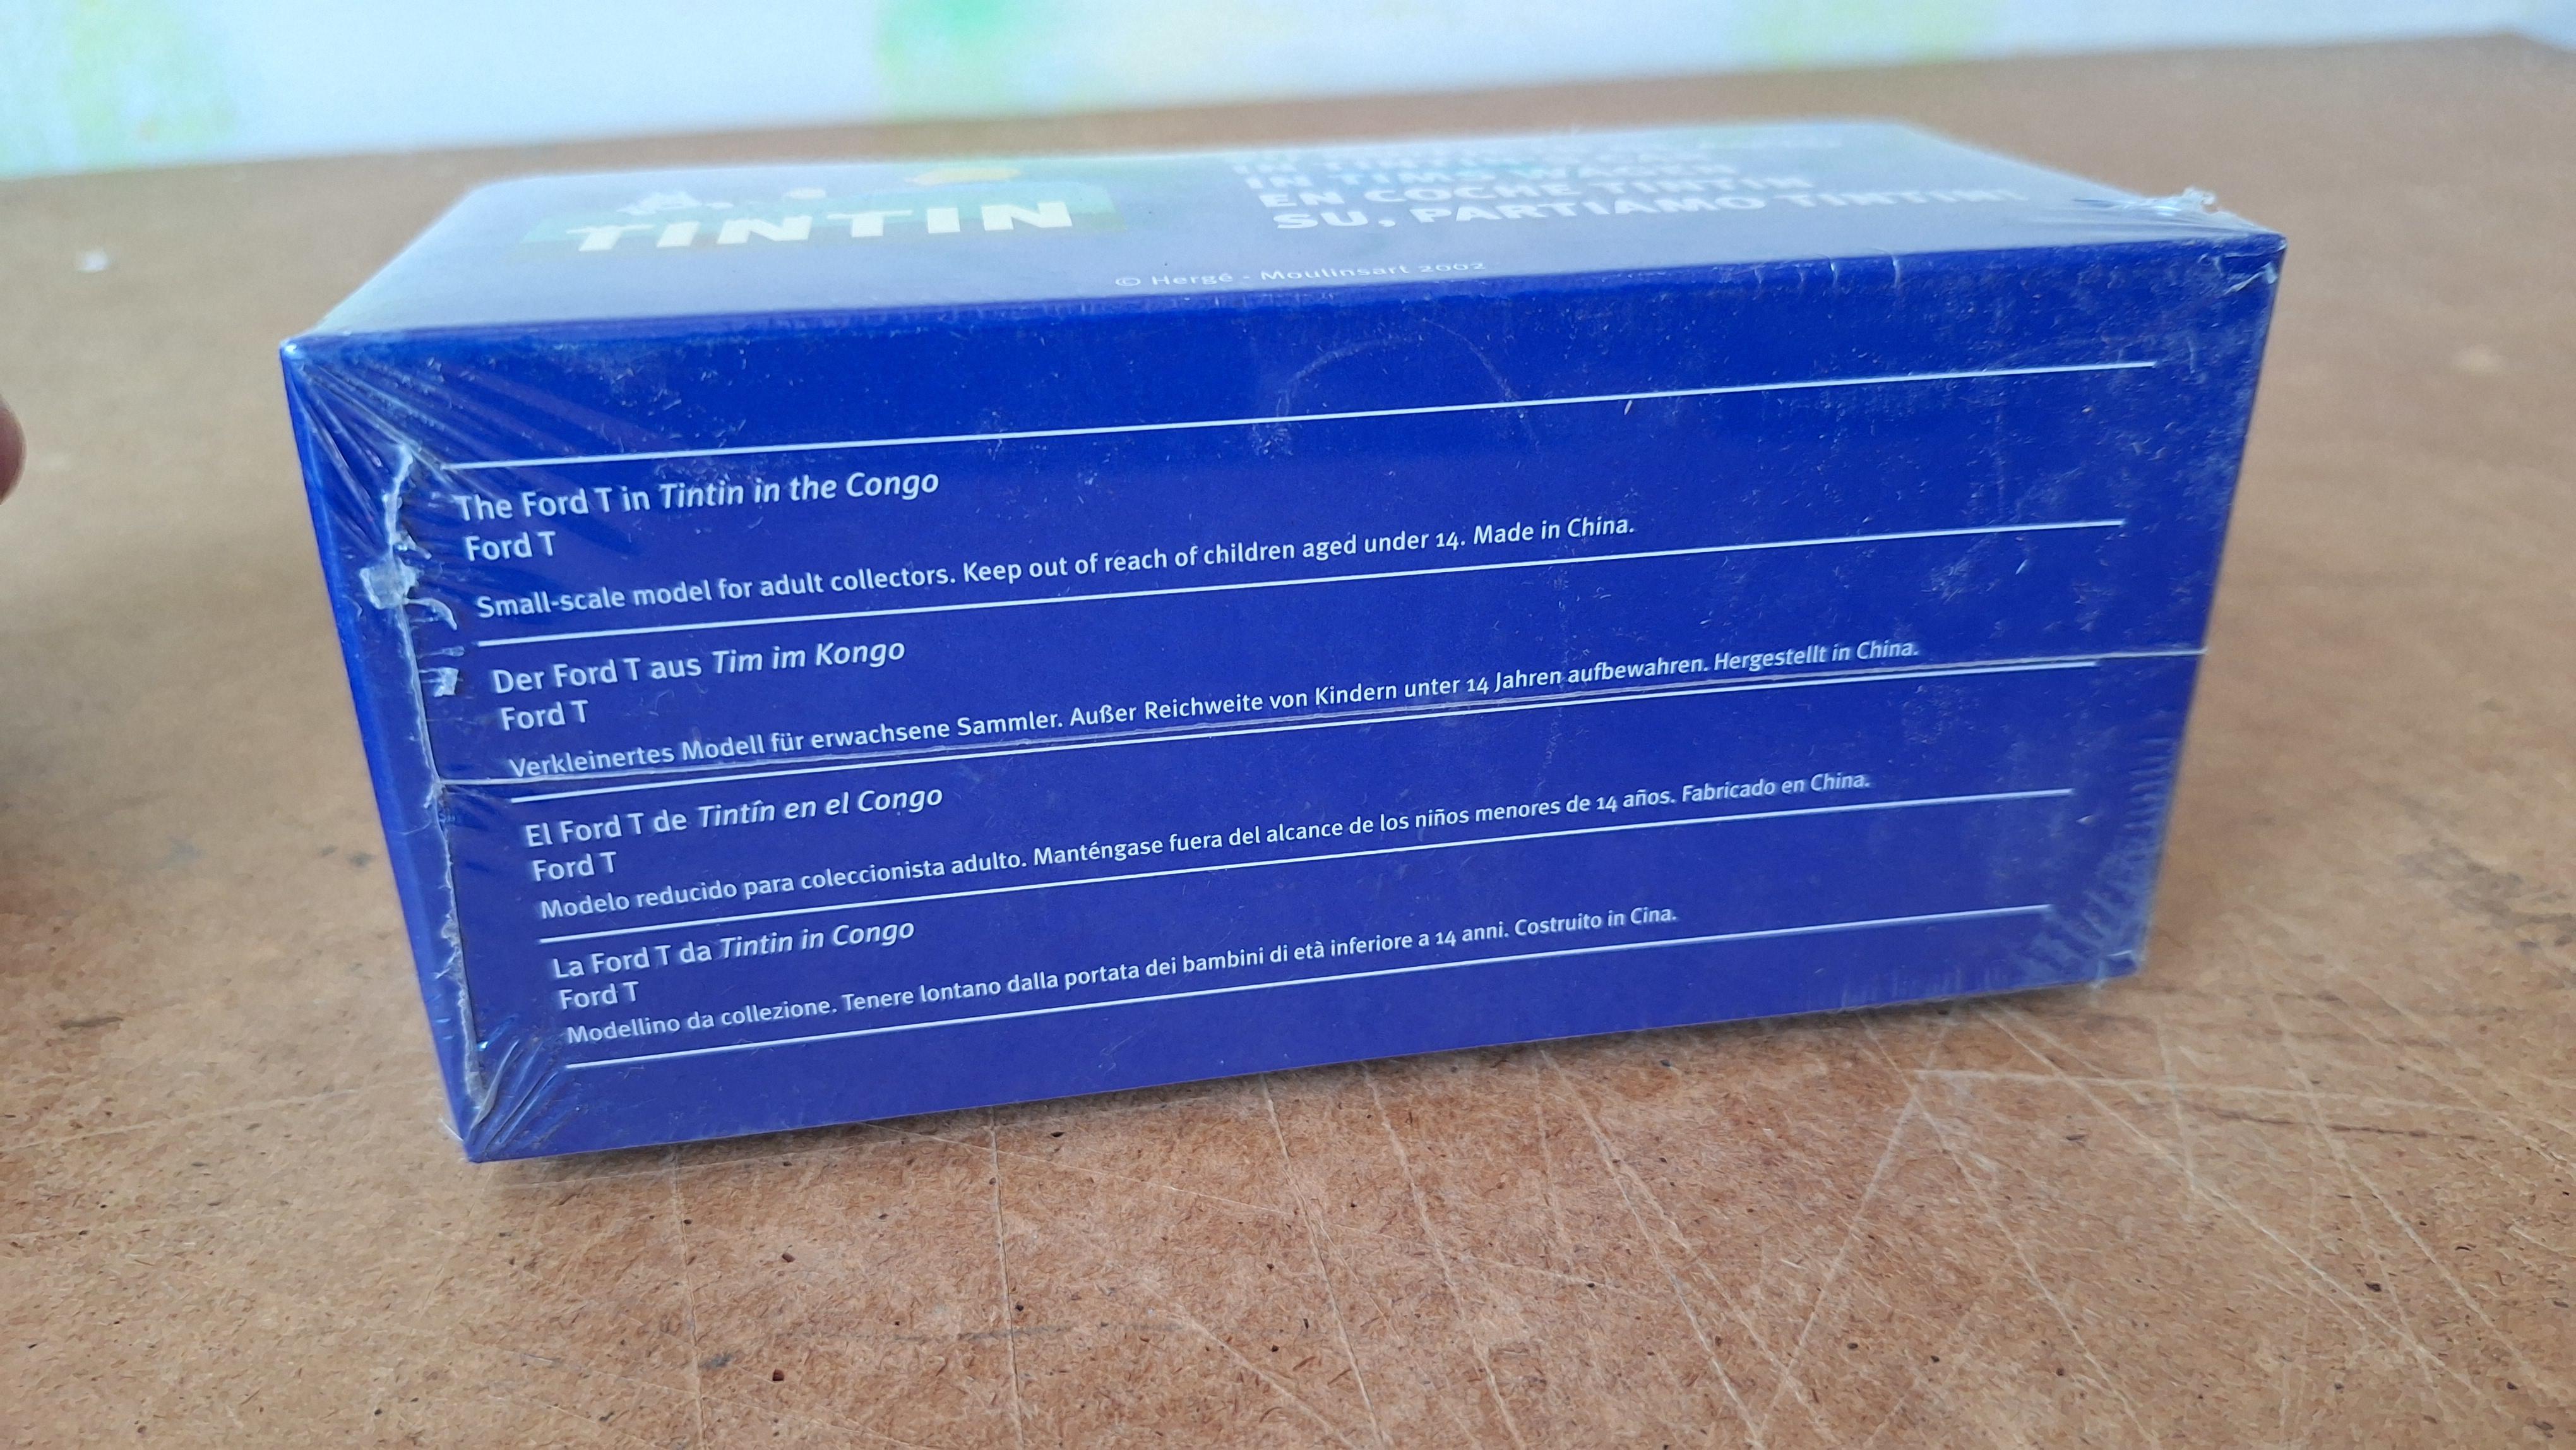 TINTIN
IN TIMS WAGEN
EN COCHE TINTIN
SU, PARTIAMO TINTIN!
© Hergé - Moulinsart 2002
The Ford T in Tintin in the Congo
Ford T
Small-scale model for adult collectors. Keep out of reach of children aged under 14. Made in China.
Der Ford T aus Tim im Kongo
Ford T
Verkleinertes Modell für erwachsene Sammler. Außer Reichweite von Kindern unter 14 Jahren aufbewahren. Hergestellt in China.
El Ford T de Tintín en el Congo
Ford T
Modelo reducido para coleccionista adulto. Manténgase fuera del alcance de los niños menores de 14 años. Fabricado en China.
La Ford T da Tintin in Congo
Ford T
Modellino da collezione. Tenere lontano dalla portata dei bambini di età inferiore a 14 anni. Costruito in Cina.